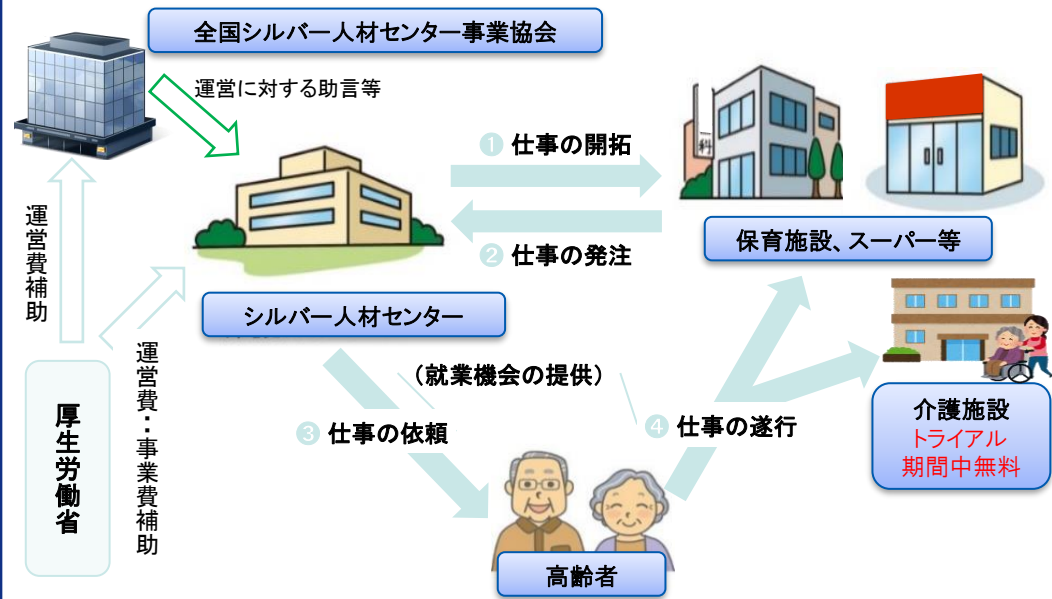 全国シルバー人材センター事業協会
運営に対する助言等
❶ 仕事の開拓
科
運営費補助
❷ 仕事の発注
保育施設、スーパー等
シルバー人材センター
運営費・事業費補助
(就業機会の提供)
厚生労働省
❸ 仕事の依頼
❹ 仕事の遂行
介護施設
トライアル
期間中無料
高齢者